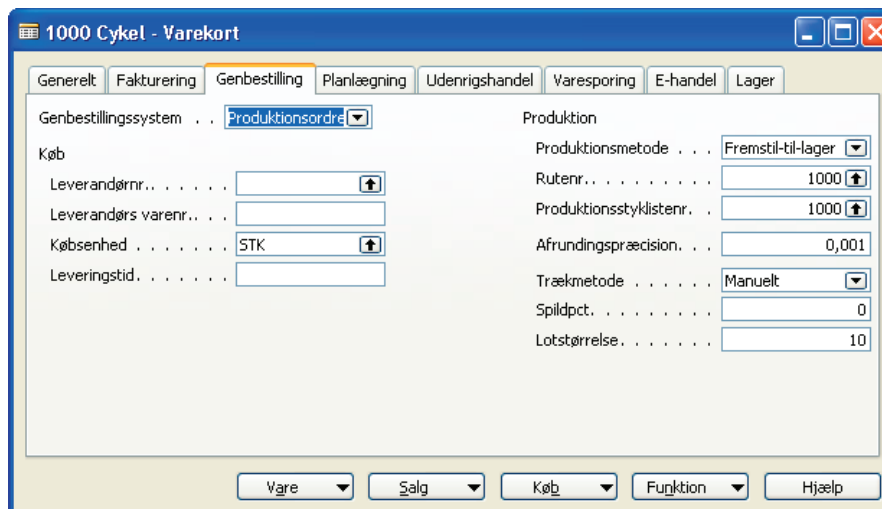 1000 Cykel - Varekort
Generelt Fakturering Genbestilling Planlægning Udenrigshandel Varesporing E-handel Lager
Genbestillingssystem . . Produktionsordre
Køb
Leverandørnr.. . . . . .
Leverandørs varenr.. . .
Købsenhed . . . . . . . STK
Leveringstid. . . . . . .
Produktion
Produktionsmetode . . . Fremstil-til-lager
Rutenr.. . . . . . . . . 1000
Produktionsstyklistenr. . 1000
Afrundingspræcision. . . 0,001
Trækmetode . . . . . . Manuelt
Spildpct. . . . . . . . . 0
Lotstørrelse. . . . . . . 10
Vare Salg Køb Funktion Hjælp